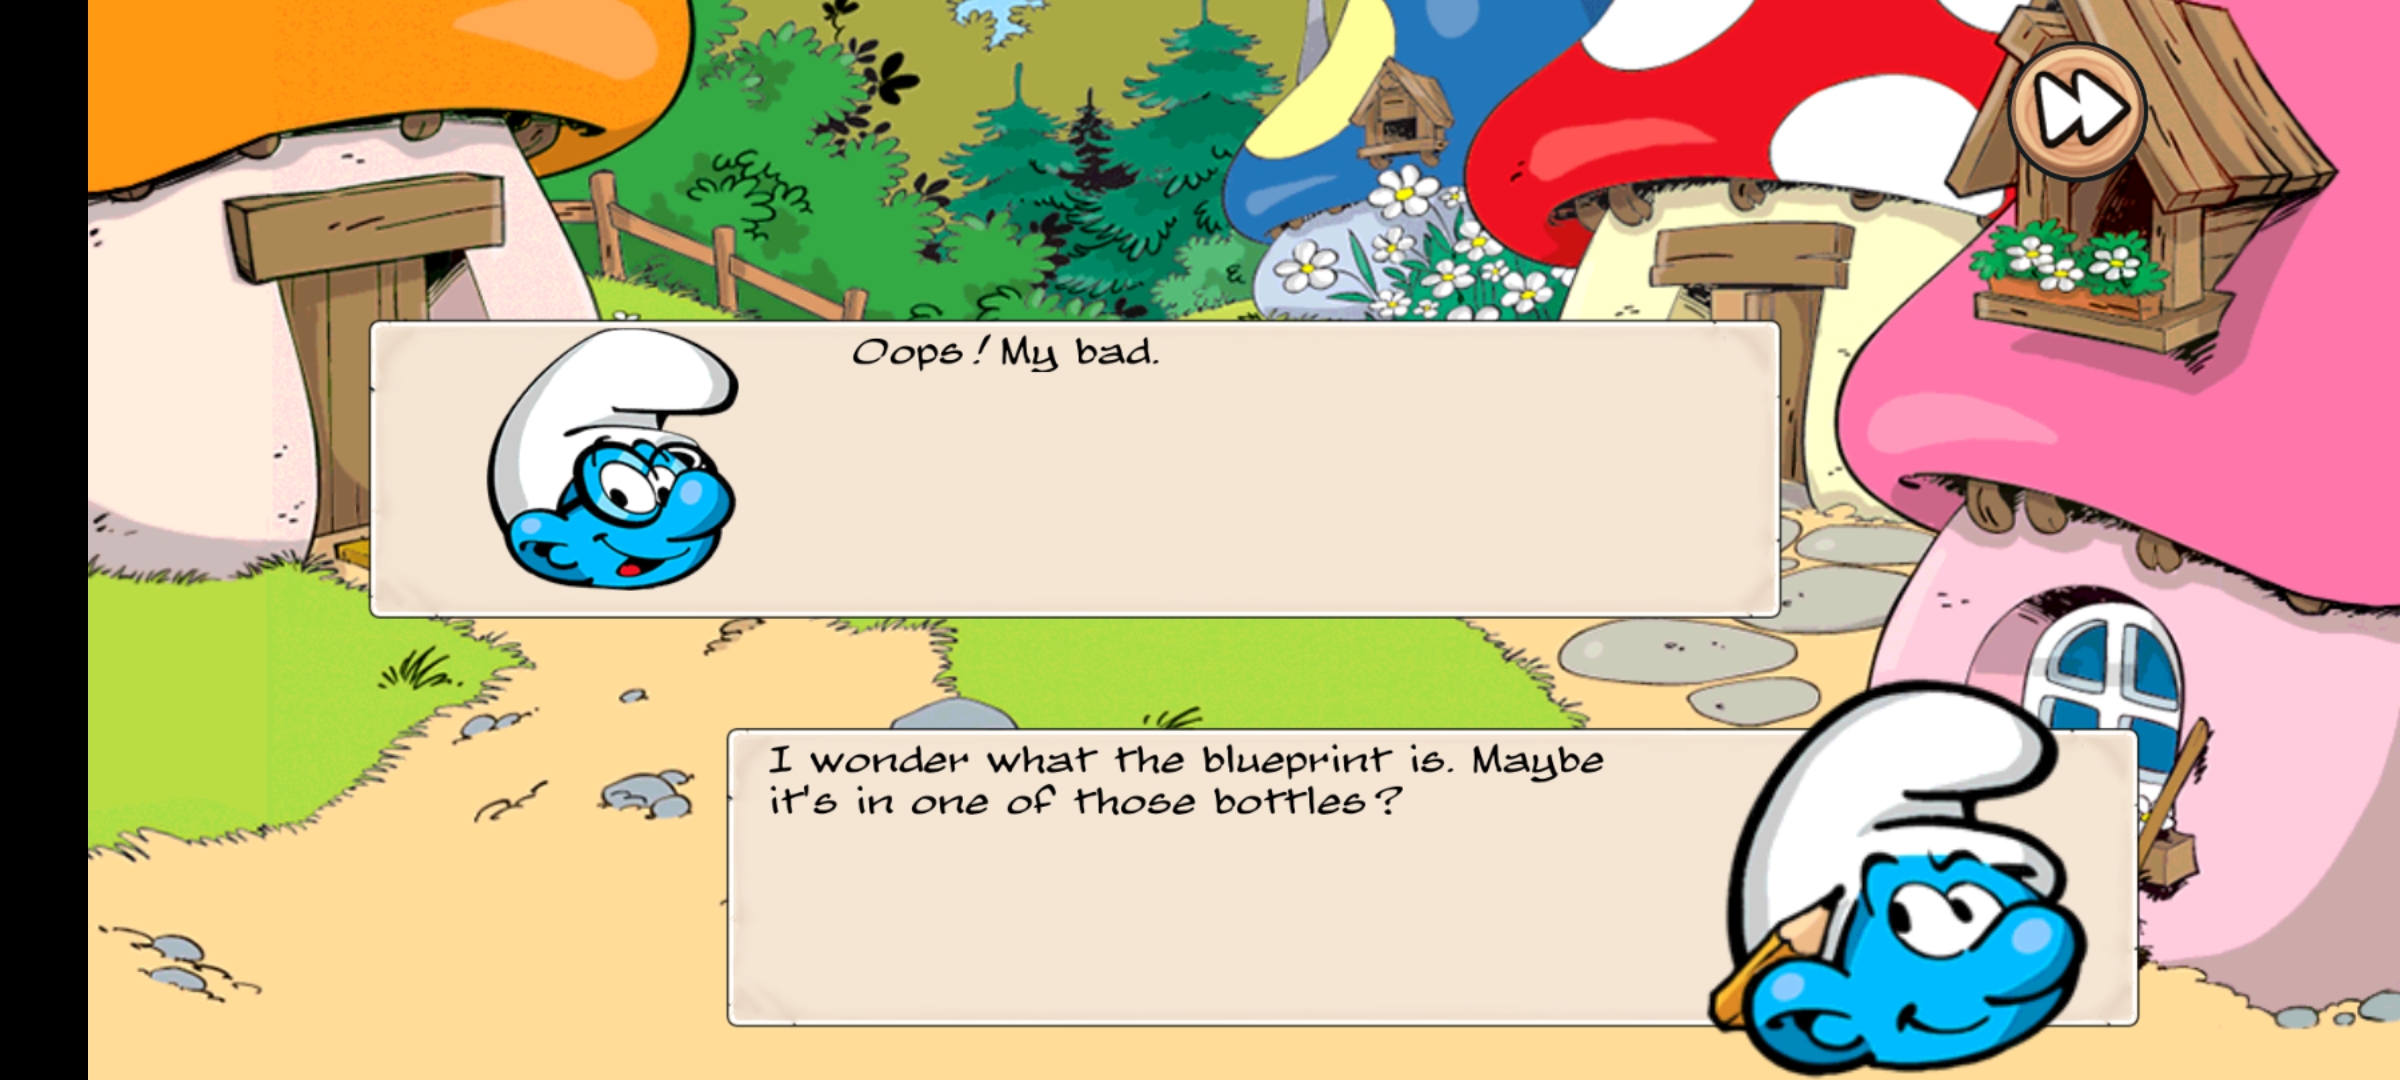 Oops! My bad.
I wonder what the blueprint is. Maybe
it's in one of those bottles?